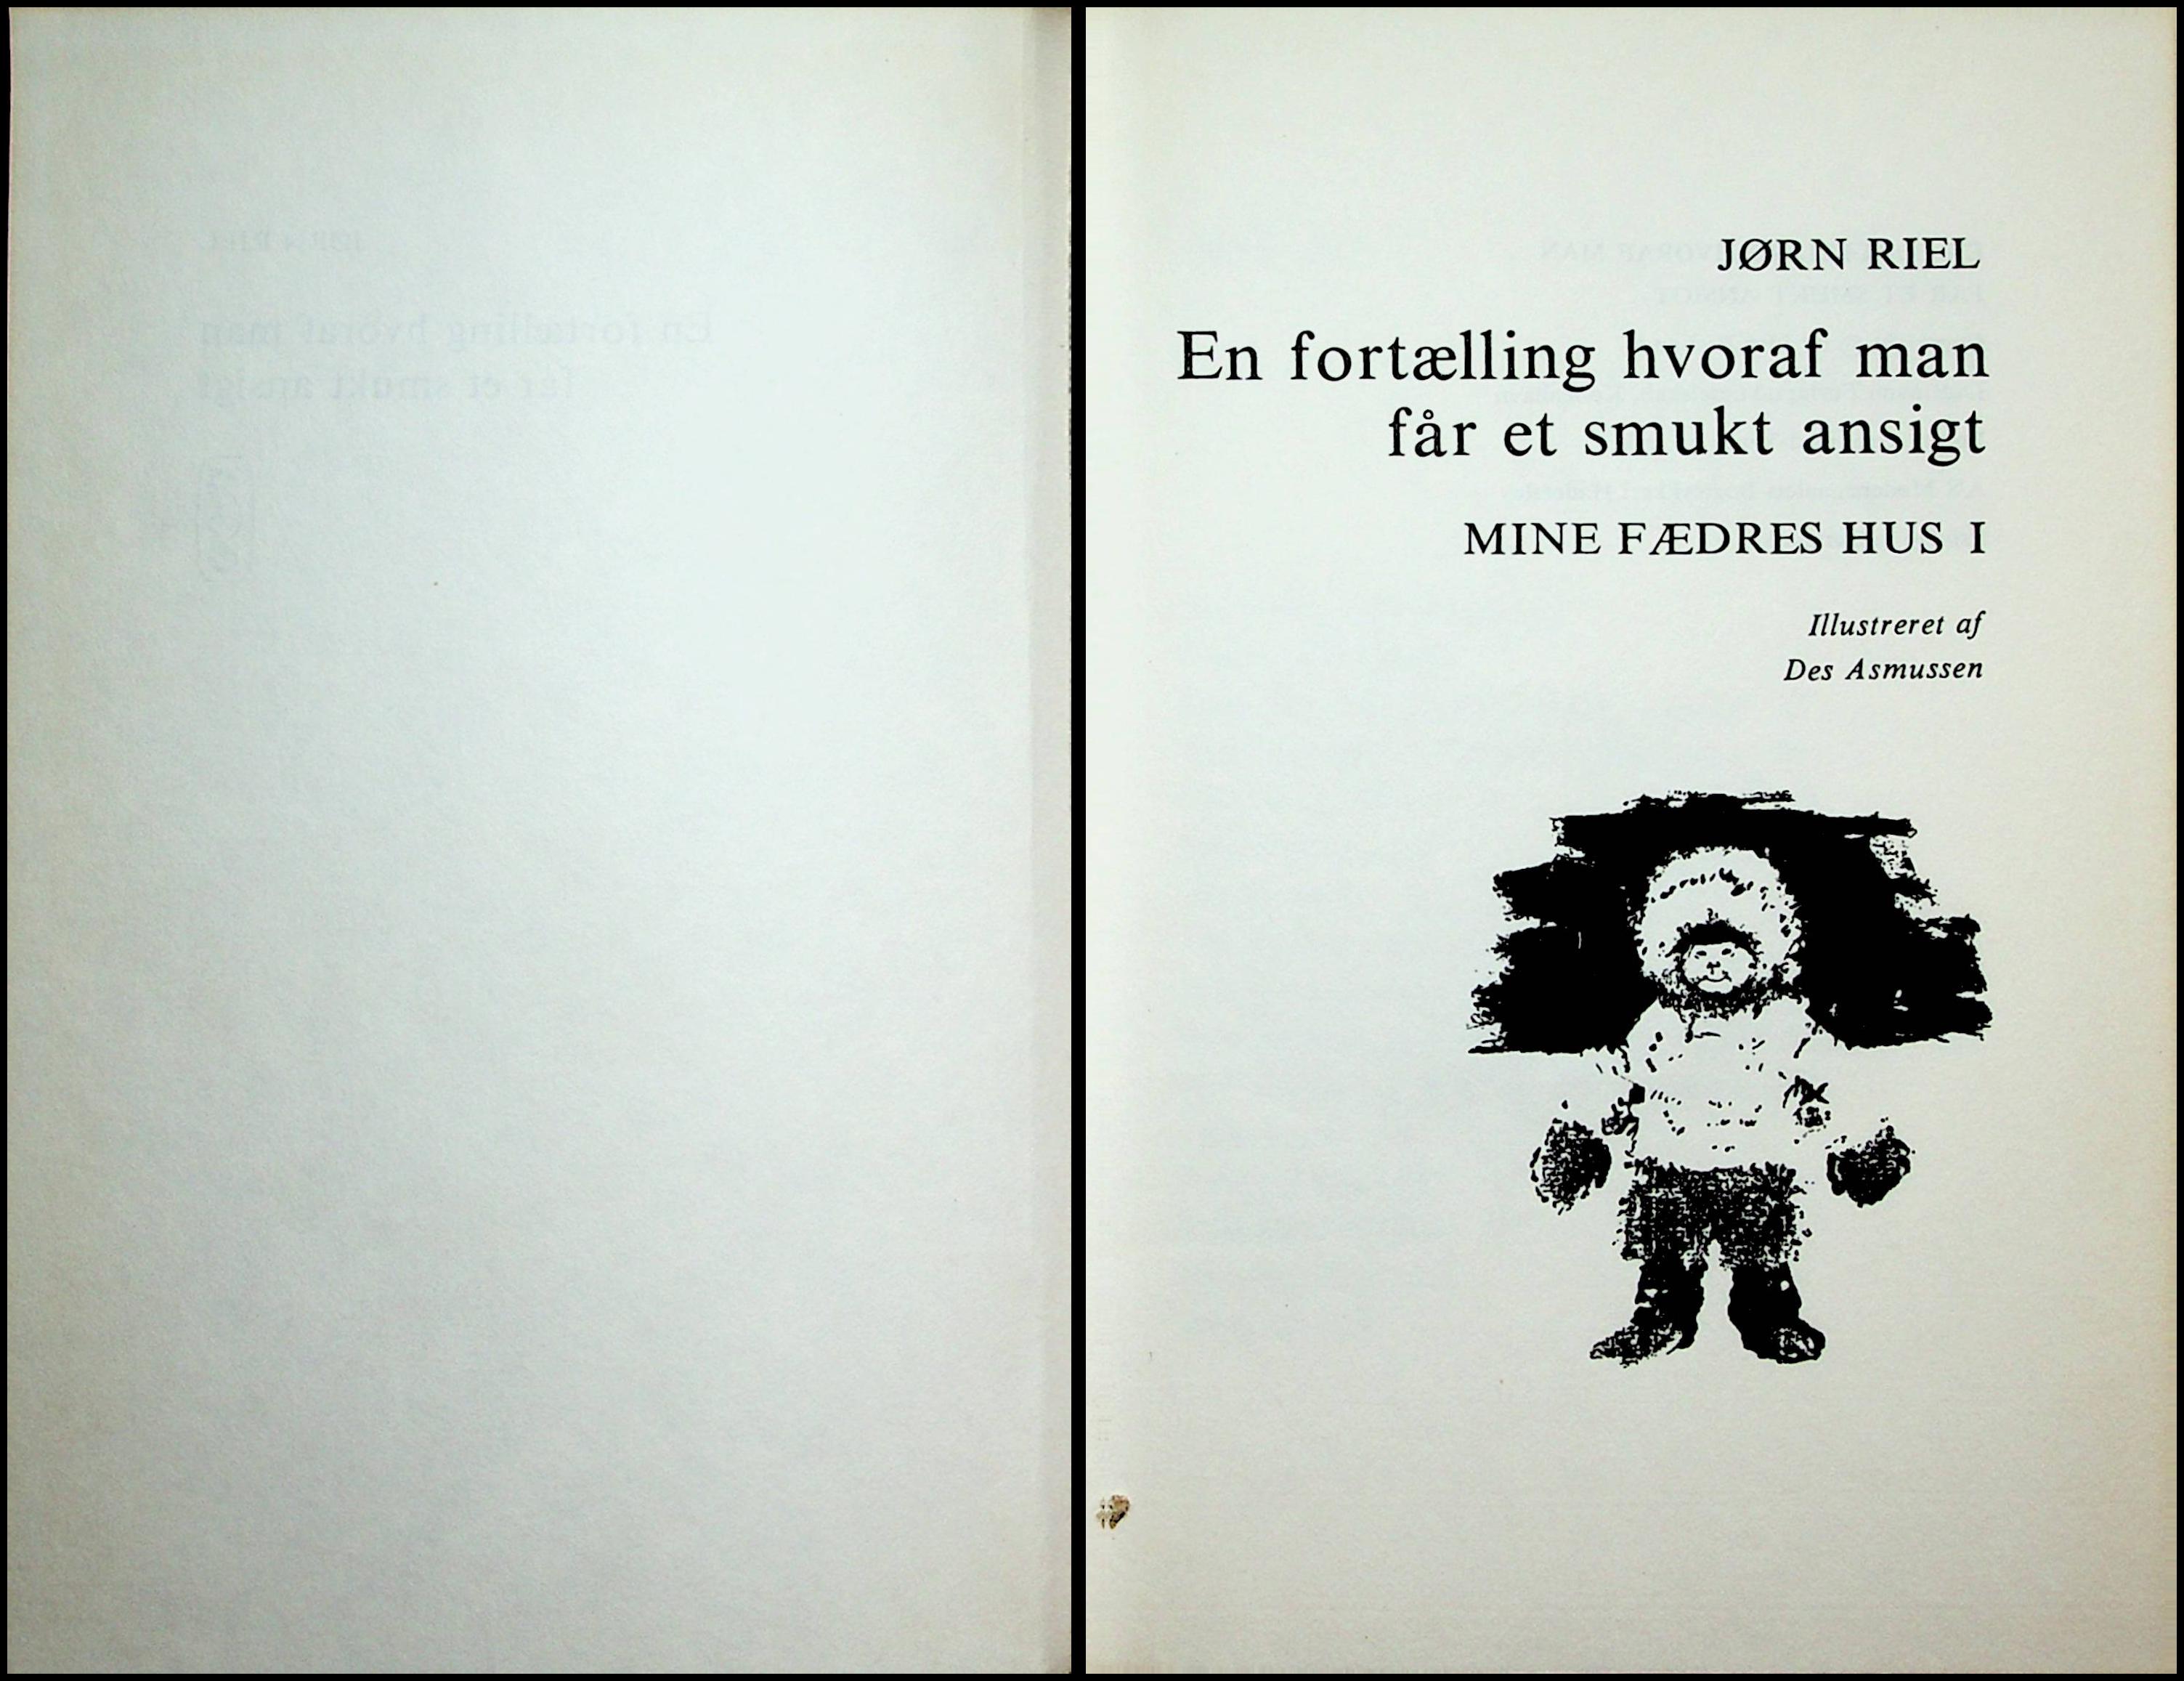 JØRN RIEL
En fortælling hvoraf man
får et smukt ansigt
MINE FÆDRES HUS I
Illustreret af
Des Asmussen